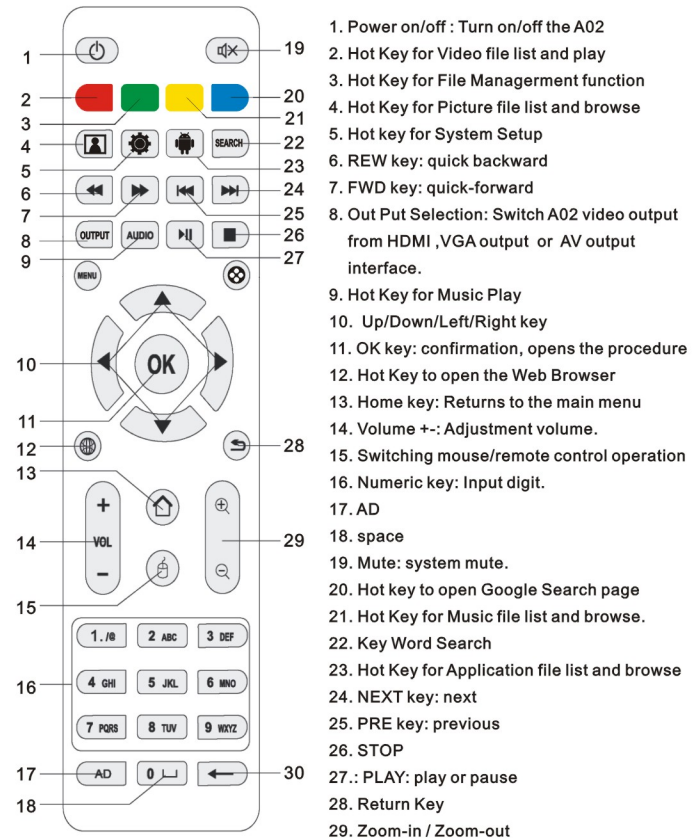 1
19
2
3
20
21
4
SEARCH
22
5
23
6
24
7
25
OUTPUT
AUDIO
8
26
9
27
MENU
10
OK
11
12
28
13
+
14
VOL
29
−
15
1 ./@
2 ABC
3 DEF
16
4 GHI
5 JKL
6 MNO
7 PQRS
8 TUV
9 WXYZ
17
AD
0
30
18
1. Power on/off : Turn on/off the A02
2. Hot Key for Video file list and play
3. Hot Key for File Managerment function
4. Hot Key for Picture file list and browse
5. Hot key for System Setup
6. REW key: quick backward
7. FWD key: quick-forward
8. Out Put Selection: Switch A02 video output
from HDMI ,VGA output or AV output
interface.
9. Hot Key for Music Play
10. Up/Down/Left/Right key
11. OK key: confirmation, opens the procedure
12. Hot Key to open the Web Browser
13. Home key: Returns to the main menu
14. Volume +-: Adjustment volume.
15. Switching mouse/remote control operation
16. Numeric key: Input digit.
17. AD
18. space
19. Mute: system mute.
20. Hot key to open Google Search page
21. Hot Key for Music file list and browse.
22. Key Word Search
23. Hot Key for Application file list and browse
24. NEXT key: next
25. PRE key: previous
26. STOP
27.: PLAY: play or pause
28. Return Key
29. Zoom-in / Zoom-out